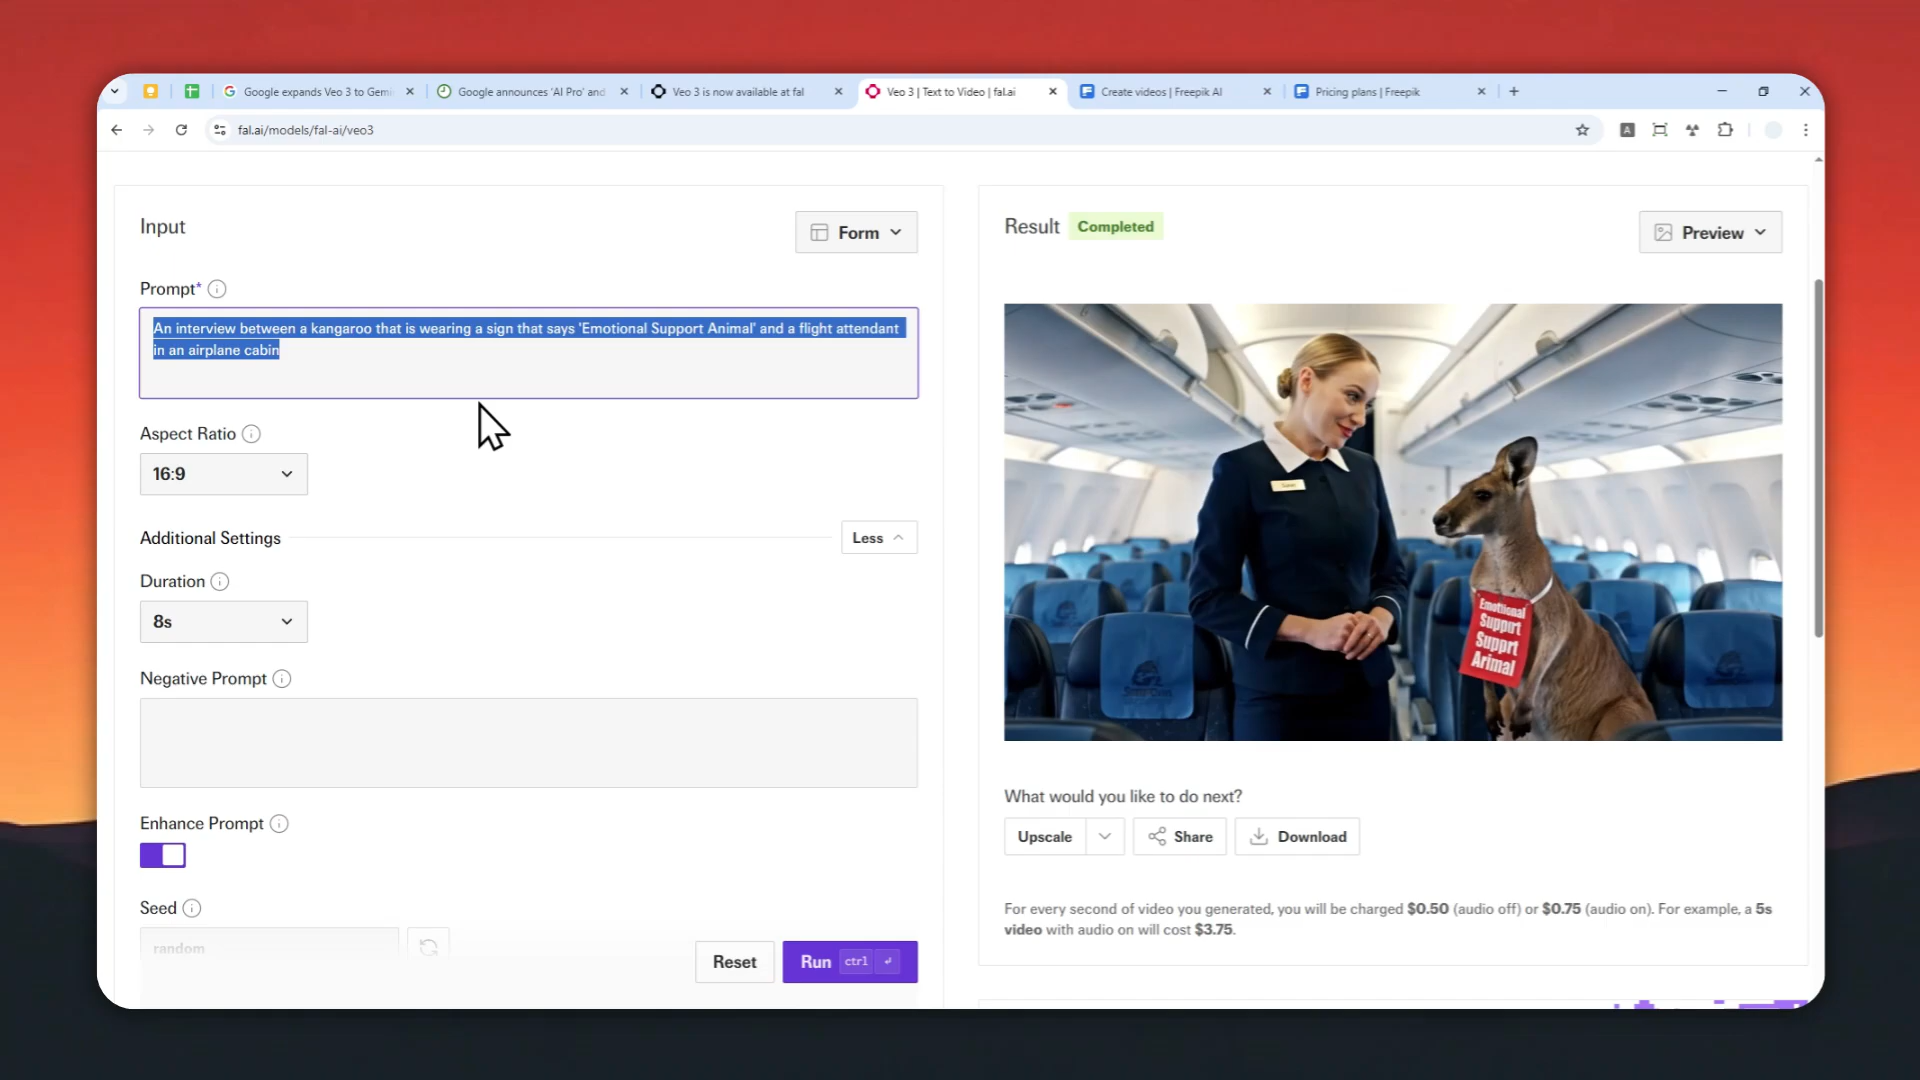 Google expands Veo 3 to Gemi
Google announces 'AI Pro' and
Veo 3 is now available at fal
Veo 3 | Text to Video | fal.ai
Create videos | Freepik AI
Pricing plans | Freepik
fal.ai/models/fal-ai/veo3
A
Input
Form
Prompt*
An interview between a kangaroo that is wearing a sign that says 'Emotional Support Animal' and a flight attendant
in an airplane cabin
Aspect Ratio
16:9
Additional Settings
Less
Duration
8s
Negative Prompt
Enhance Prompt
Seed
random
Reset
Run ctrl
Result
Completed
Preview
Emottional
Suppurt
Supprt
Arimal
What would you like to do next?
Upscale
Share
Download
For every second of video you generated, you will be charged $0.50 (audio off) or $0.75 (audio on). For example, a 5s
video with audio on will cost $3.75.